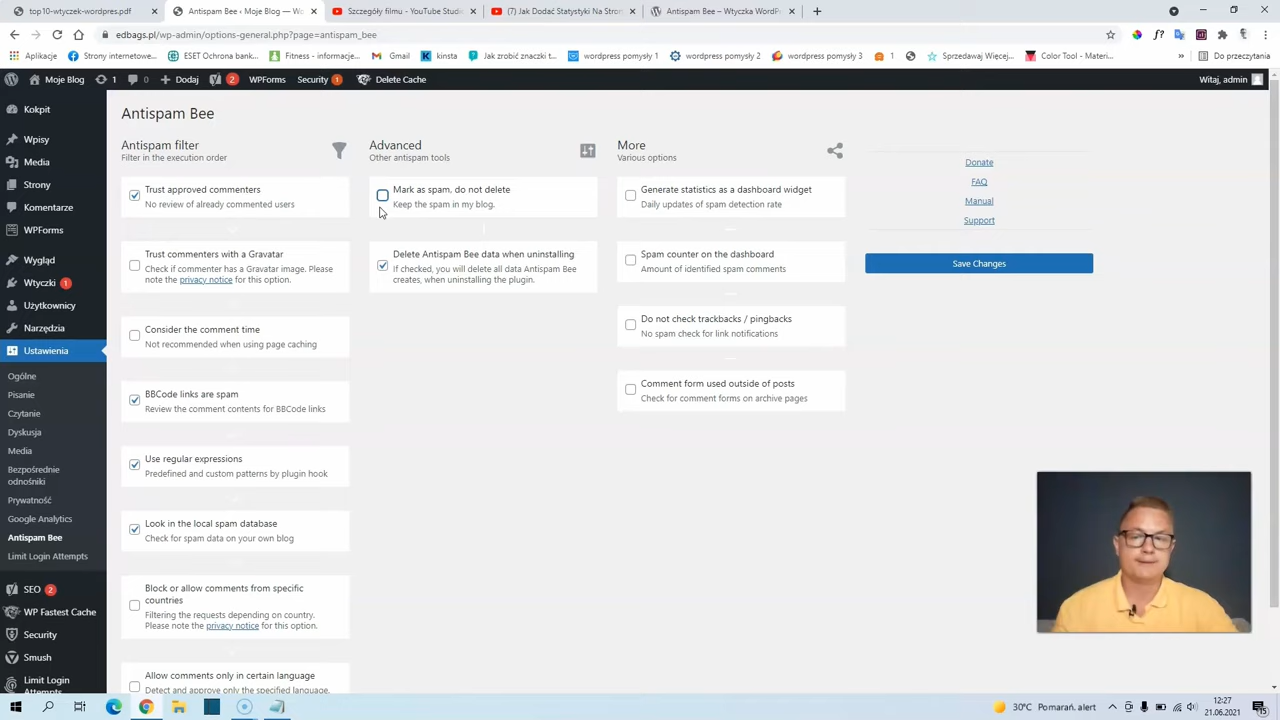 top10-wtyczek-wordpres.pdf
Antispam Bee ‹ Moje Blog — Wo
Szczegóły filmu - YouTube Studi
(7) Jak Dodać Statystyki Na Stron
Antispam Bee – Wtyczka WordPr
edbags.pl/wp-admin/options-general.php?page=antispam_bee
Aplikacje
Strony internetowe...
ESET Ochrona bank...
Fitness - informacje...
Gmail
kinsta
Jak zrobić znaczki t...
wordpress pomysły 1
wordpress pomysły 2
wordpress pomysły 3
1
Sprzedawaj Więcej...
Color Tool - Materi...
»
Do przeczytania
Moje Blog
1
0
+ Dodaj
2
WPForms
Security 1
Delete Cache
Witaj, admin
Kokpit
Wpisy
Media
Strony
Komentarze
WPForms
Wygląd
Wtyczki 1
Użytkownicy
Narzędzia
Ustawienia
Ogólne
Pisanie
Czytanie
Dyskusja
Media
Bezpośrednie
odnośniki
Prywatność
Google Analytics
Antispam Bee
Limit Login Attempts
SEO 2
WP Fastest Cache
Security
Smush
Limit Login
Attempts
Antispam Bee
Antispam filter
Filter in the execution order
Trust approved commenters
No review of already commented users
Trust commenters with a Gravatar
Check if commenter has a Gravatar image. Please
note the privacy notice for this option.
Consider the comment time
Not recommended when using page caching
BBCode links are spam
Review the comment contents for BBCode links
Use regular expressions
Predefined and custom patterns by plugin hook
Look in the local spam database
Check for spam data on your own blog
Block or allow comments from specific
countries
Filtering the requests depending on country.
Please note the privacy notice for this option.
Allow comments only in certain language
Detect and approve only the specified language.
Advanced
Other antispam tools
Mark as spam, do not delete
Keep the spam in my blog.
Delete Antispam Bee data when uninstalling
If checked, you will delete all data Antispam Bee
creates, when uninstalling the plugin.
More
Various options
Generate statistics as a dashboard widget
Daily updates of spam detection rate
Spam counter on the dashboard
Amount of identified spam comments
Do not check trackbacks / pingbacks
No spam check for link notifications
Comment form used outside of posts
Check for comment forms on archive pages
Donate
FAQ
Manual
Support
Save Changes
30°C Pomarań. alert
12:27
21.06.2021
15